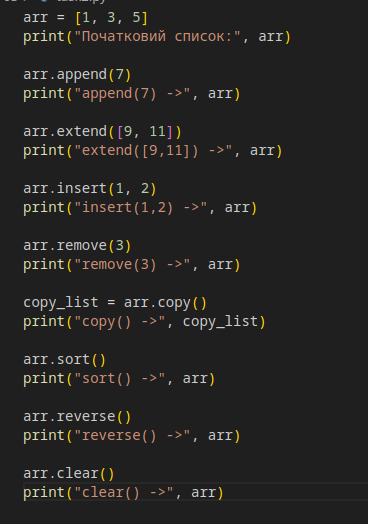 arr = [1, 3, 5]
print("Початковий список:", arr)
arr.append(7)
print("append(7) ->", arr)
arr.extend([9, 11])
print("extend([9,11]) ->", arr)
arr.insert(1, 2)
print("insert(1,2) ->", arr)
arr.remove(3)
print("remove(3) ->", arr)
copy_list = arr.copy()
print("copy() ->", copy_list)
arr.sort()
print("sort() ->", arr)
arr.reverse()
print("reverse() ->", arr)
arr.clear()
print("clear() ->", arr)